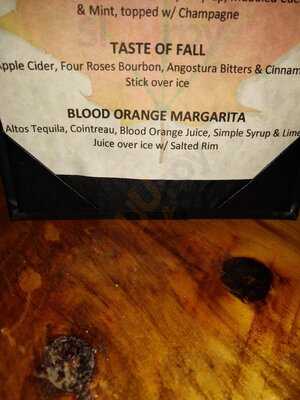 & Mint, topped w/ Champagne
TASTE OF FALL
Apple Cider, Four Roses Bourbon, Angostura Bitters & Cinnam
Stick over ice
BLOOD ORANGE MARGARITA
Altos Tequila, Cointreau, Blood Orange Juice, Simple Syrup & Lime
Juice over ice w/ Salted Rim